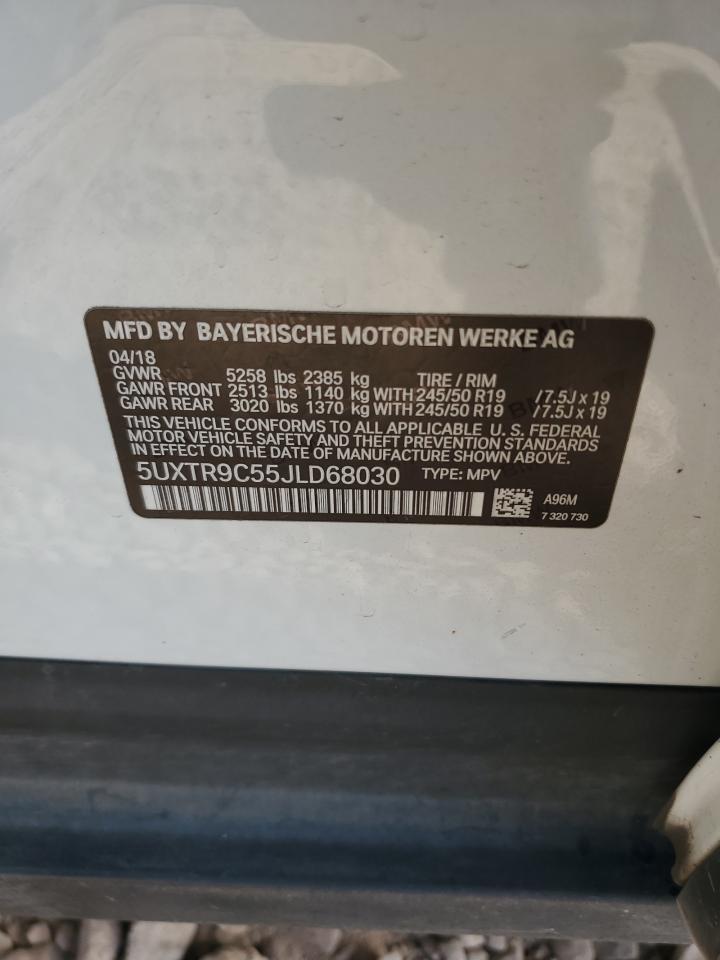 MFD BY BAYERISCHE MOTOREN WERKE AG
04/18
GVWR 5258 lbs 2385 kg TIRE / RIM
GAWR FRONT 2513 lbs 1140 kg WITH 245/50 R19 /7.5J x 19
GAWR REAR 3020 lbs 1370 kg WITH 245/50 R19 /7.5J x 19
THIS VEHICLE CONFORMS TO ALL APPLICABLE U. S. FEDERAL
MOTOR VEHICLE SAFETY AND THEFT PREVENTION STANDARDS
IN EFFECT ON THE DATE OF MANUFACTURE SHOWN ABOVE.
5UXTR9C55JLD68030 TYPE: MPV
A96M
7 320 730